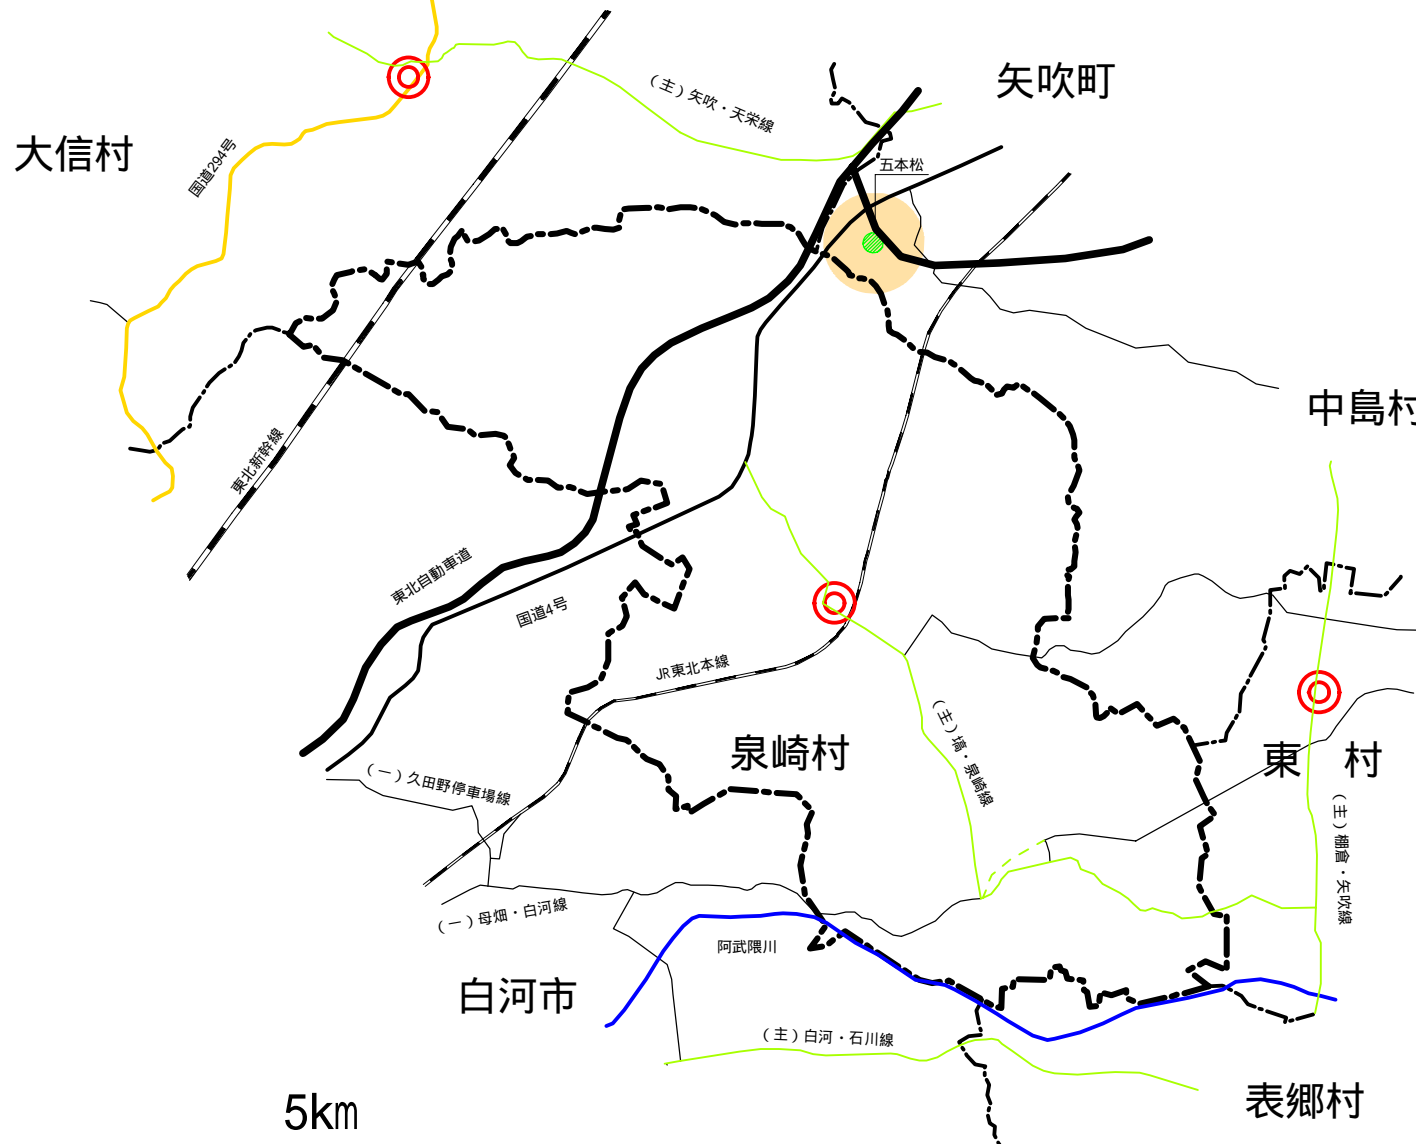 矢吹町
(主)矢吹・天栄線
大信村
五本松
国道294号
中島村
東北新幹線
東北自動車道
国道4号
JR東北本線
(主)塙・泉崎線
泉崎村
東 村
(一)久田野停車場線
(主)棚倉・矢吹線
(一)母畑・白河線
阿武隈川
白河市
(主)白河・石川線
表郷村
5km